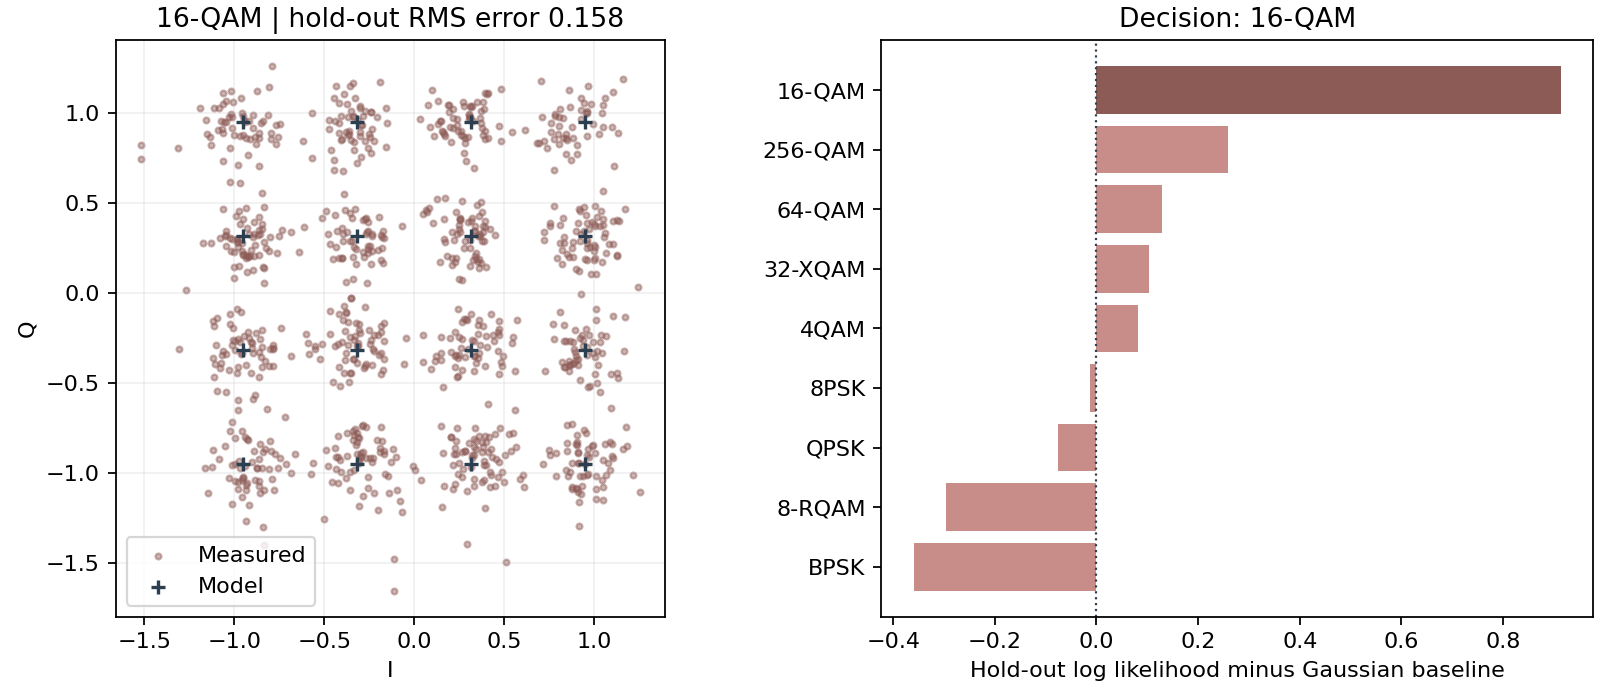 16-QAM | hold-out RMS error 0.158
Q
1.0
0.5
0.0
−0.5
−1.0
−1.5
Measured
Model
−1.5 −1.0 −0.5 0.0 0.5 1.0
I
Decision: 16-QAM
16-QAM
256-QAM
64-QAM
32-XQAM
4QAM
8PSK
QPSK
8-RQAM
BPSK
−0.4 −0.2 0.0 0.2 0.4 0.6 0.8
Hold-out log likelihood minus Gaussian baseline